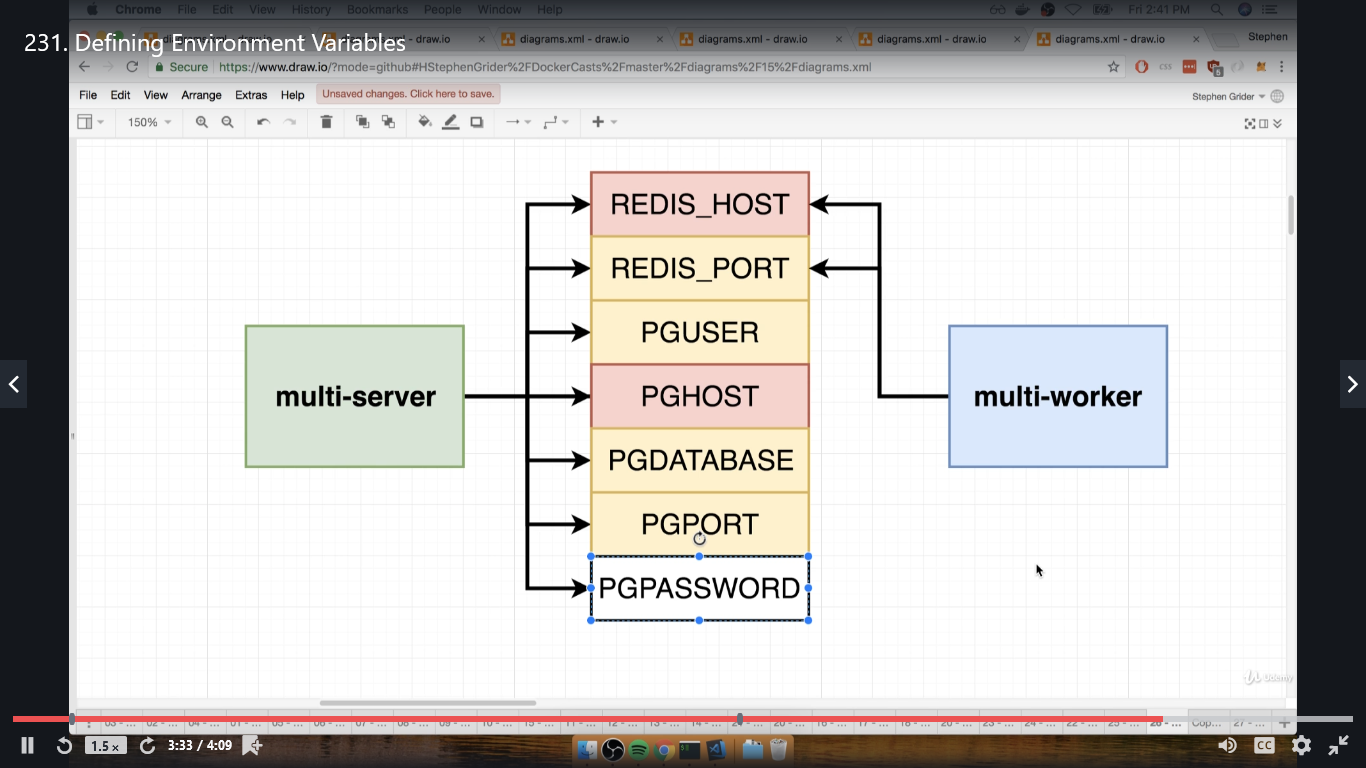 Chrome File Edit View History Bookmarks People Window Help Fri 2:41 PM
231. Defining Environment Variables
- draw.io diagrams.xml - draw.io diagrams.xml - draw.io diagrams.xml - draw.io diagrams.xml - draw.io Stephen
Secure https://www.draw.io/?mode=github#HStephenGrider%2FDockerCasts%2Fmaster%2Fdiagrams%2F15%2Fdiagrams.xml
File Edit View Arrange Extras Help Unsaved changes. Click here to save. Stephen Grider
150%
REDIS_HOST
REDIS_PORT
PGUSER
multi-server PGHOST multi-worker
PGDATABASE
PGPORT
PGPASSWORD
Udemy
1.5 x 3:33 / 4:09 CC